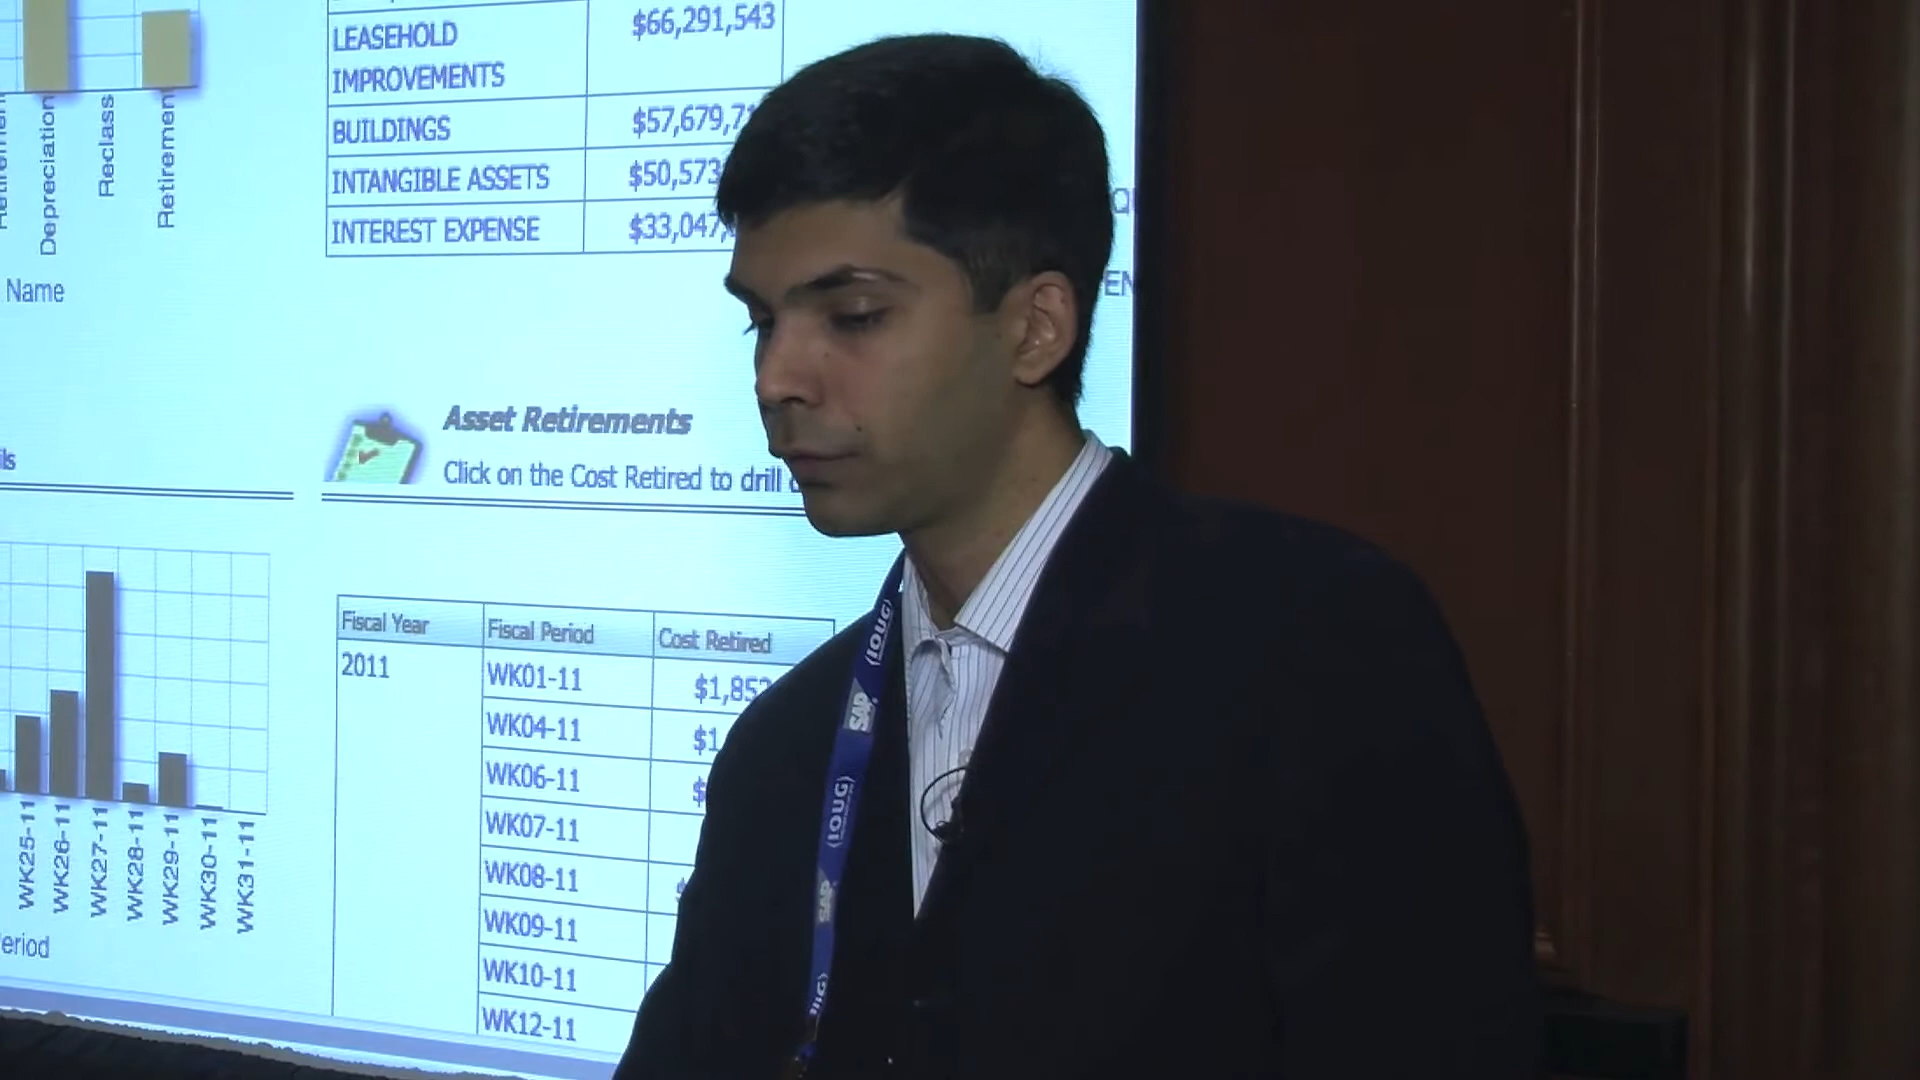 LEASEHOLD
IMPROVEMENTS
$66,291,543
BUILDINGS
INTANGIBLE ASSETS
INTEREST EXPENSE
Depreciation
Reclass
Name
Asset Retirements
Click on the Cost Retired to drill
Fiscal Year
Fiscal Period
Cost Retired
2011
WK01-11
WK04-11
WK06-11
WK07-11
WK08-11
WK09-11
WK10-11
WK12-11
WK25-11
WK26-11
WK27-11
WK28-11
WK29-11
WK30-11
WK31-11
IOUG
SAP
IOUG
SAP